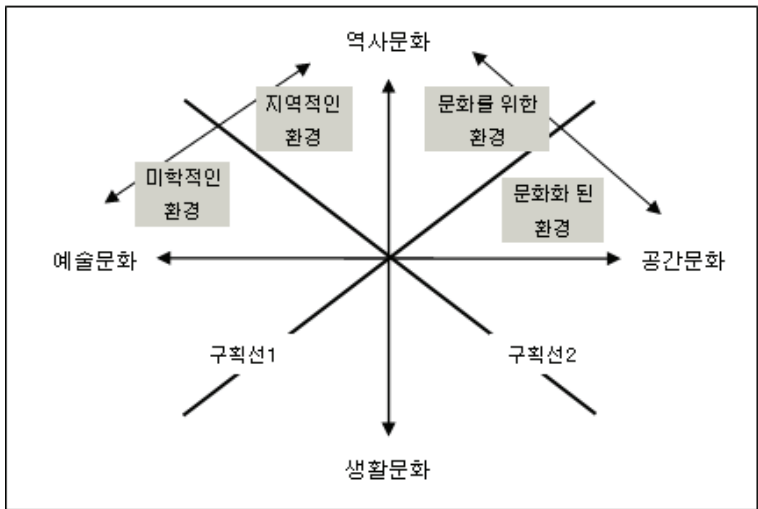 역사문화
지역적인
환경
문화를 위한
환경
미학적인
환경
문화화 된
환경
예술문화
공간문화
구획선1
구획선2
생활문화